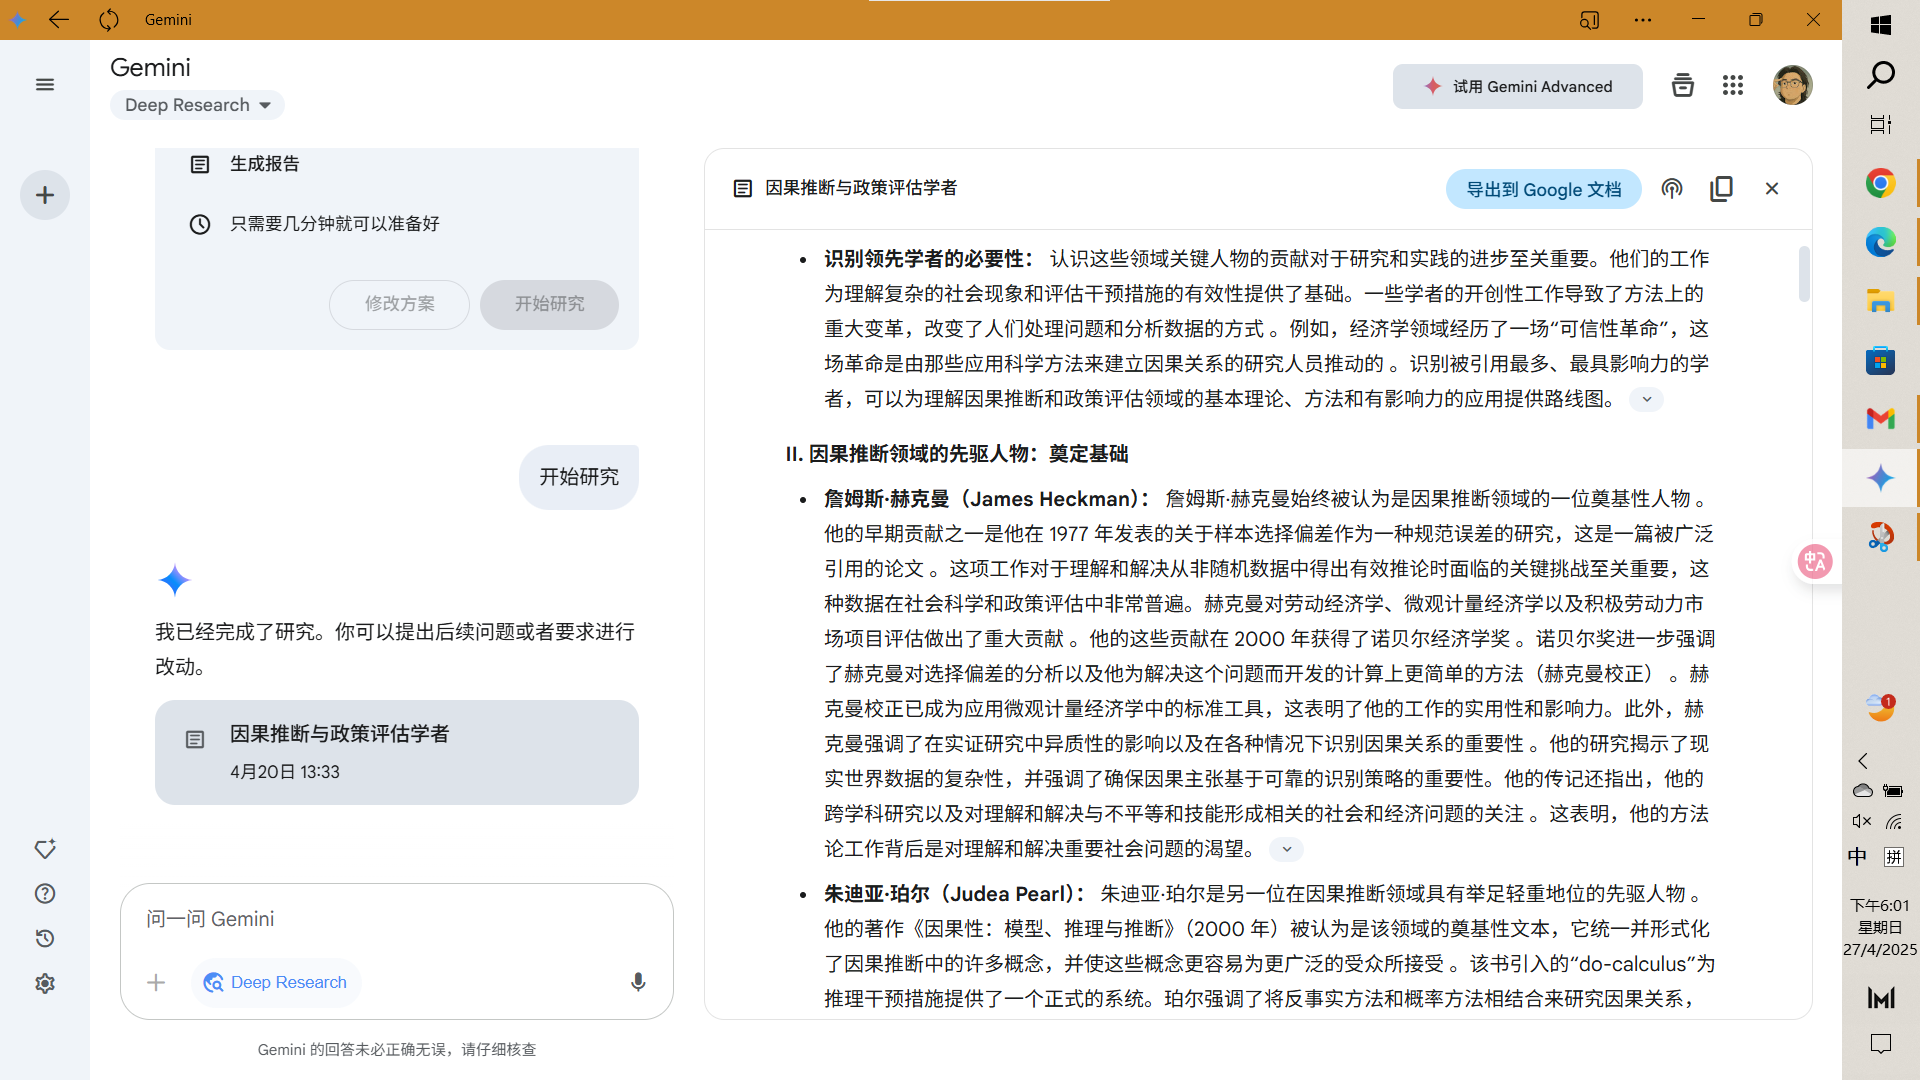 Gemini
Gemini
Deep Research
试用 Gemini Advanced
生成报告
只需要几分钟就可以准备好
修改方案
开始研究
开始研究
我已经完成了研究。你可以提出后续问题或者要求进行
改动。
因果推断与政策评估学者
4月20日 13:33
问一问 Gemini
Deep Research
Gemini 的回答未必正确无误，请仔细核查
因果推断与政策评估学者
导出到 Google 文档
• 识别领先学者的必要性： 认识这些领域关键人物的贡献对于研究和实践的进步至关重要。他们的工作
为理解复杂的社会现象和评估干预措施的有效性提供了基础。一些学者的开创性工作导致了方法上的
重大变革，改变了人们处理问题和分析数据的方式 。例如，经济学领域经历了一场“可信性革命”，这
场革命是由那些应用科学方法来建立因果关系的研究人员推动的 。识别被引用最多、最具影响力的学
者，可以为理解因果推断和政策评估领域的基本理论、方法和有影响力的应用提供路线图。
II. 因果推断领域的先驱人物：奠定基础
• 詹姆斯·赫克曼（James Heckman）： 詹姆斯·赫克曼始终被认为是因果推断领域的一位奠基性人物 。
他的早期贡献之一是他在 1977 年发表的关于样本选择偏差作为一种规范误差的研究，这是一篇被广泛
引用的论文 。这项工作对于理解和解决从非随机数据中得出有效推论时面临的关键挑战至关重要，这
种数据在社会科学和政策评估中非常普遍。赫克曼对劳动经济学、微观计量经济学以及积极劳动力市
场项目评估做出了重大贡献 。他的这些贡献在 2000 年获得了诺贝尔经济学奖 。诺贝尔奖进一步强调
了赫克曼对选择偏差的分析以及他为解决这个问题而开发的计算上更简单的方法（赫克曼校正） 。赫
克曼校正已成为应用微观计量经济学中的标准工具，这表明了他的工作的实用性和影响力。此外，赫
克曼强调了在实证研究中异质性的影响以及在各种情况下识别因果关系的重要性 。他的研究揭示了现
实世界数据的复杂性，并强调了确保因果主张基于可靠的识别策略的重要性。他的传记还指出，他的
跨学科研究以及对理解和解决与不平等和技能形成相关的社会和经济问题的关注 。这表明，他的方法
论工作背后是对理解和解决重要社会问题的渴望。
• 朱迪亚·珀尔（Judea Pearl）： 朱迪亚·珀尔是另一位在因果推断领域具有举足轻重地位的先驱人物 。
他的著作《因果性：模型、推理与推断》（2000 年）被认为是该领域的奠基性文本，它统一并形式化
了因果推断中的许多概念，并使这些概念更容易为更广泛的受众所接受 。该书引入的“do-calculus”为
推理干预措施提供了一个正式的系统。珀尔强调了将反事实方法和概率方法相结合来研究因果关系，
中A
1
中
拼
下午6:01
星期日
27/4/2025